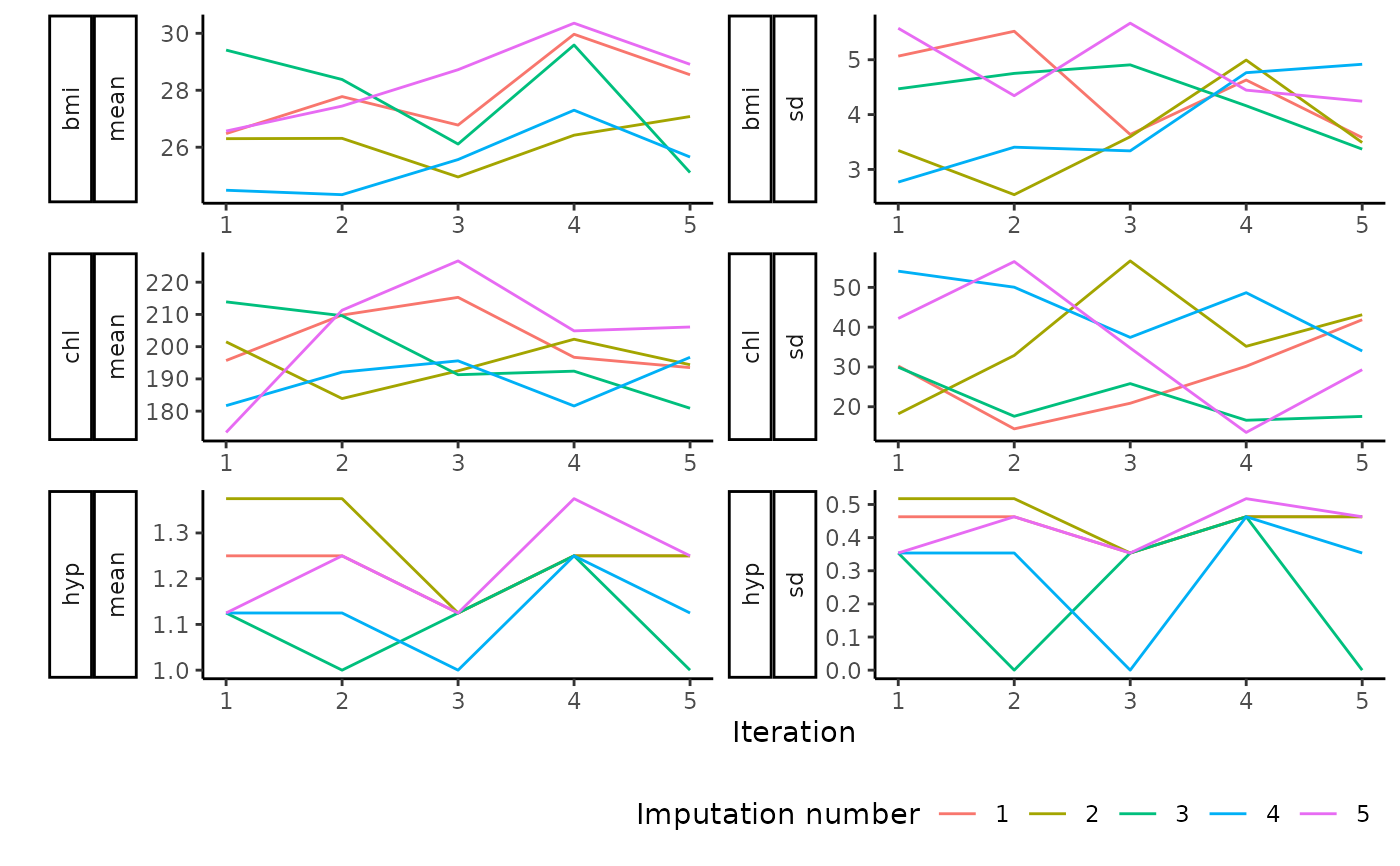 bmi mean
30
28
26
1 2 3 4 5
bmi sd
5
4
3
1 2 3 4 5
chl mean
220
210
200
190
180
1 2 3 4 5
chl sd
50
40
30
20
1 2 3 4 5
hyp mean
1.3
1.2
1.1
1.0
1 2 3 4 5
hyp sd
0.5
0.4
0.3
0.2
0.1
0.0
1 2 3 4 5
Iteration
Imputation number 1 2 3 4 5